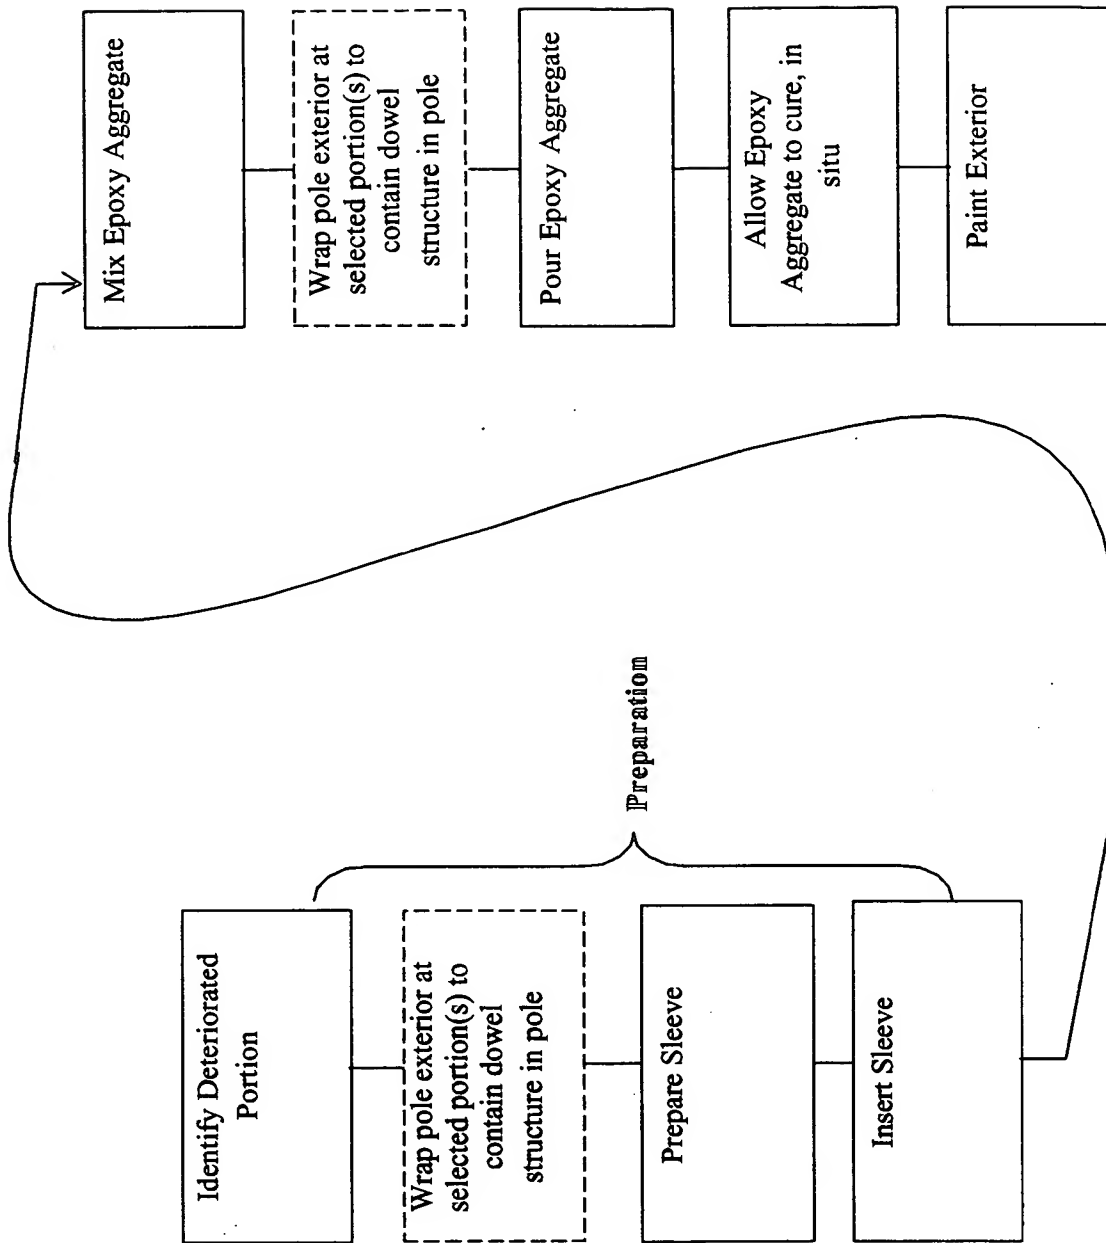 Identify Deteriorated
Portion
Wrap pole exterior at
selected portion(s) to
contain dowel
structure in pole
Prepare Sleeve
Insert Sleeve
Preparation
Mix Epoxy Aggregate
Wrap pole exterior at
selected portion(s) to
contain dowel
structure in pole
Pour Epoxy Aggregate
Allow Epoxy
Aggregate to cure, in
situ
Paint Exterior